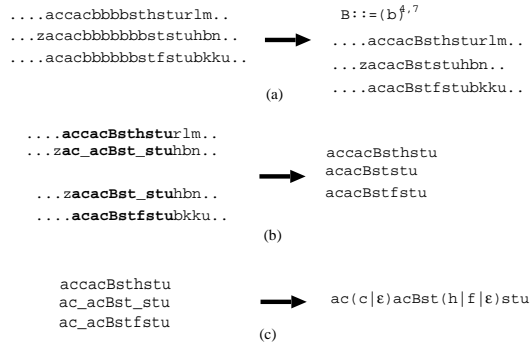 ....accacbbbbsthsturlm..
...zacacbbbbbbbststuhbn..
....acacbbbbbbstfstubkku..
B::=(b)^4,7
....accacBsthsturlm..
...zacacBststuhbn..
....acacBstfstubkku..
(a)
....accacBsthsturlm..
...zac_acBst_stuhbn..
...zacacBst_stuhbn..
....acacBstfstubkku..
accacBsthstu
acacBststu
acacBstfstu
(b)
accacBsthstu
ac_acBst_stu
ac_acBstfstu
ac(c|ε)acBst(h|f|ε)stu
(c)